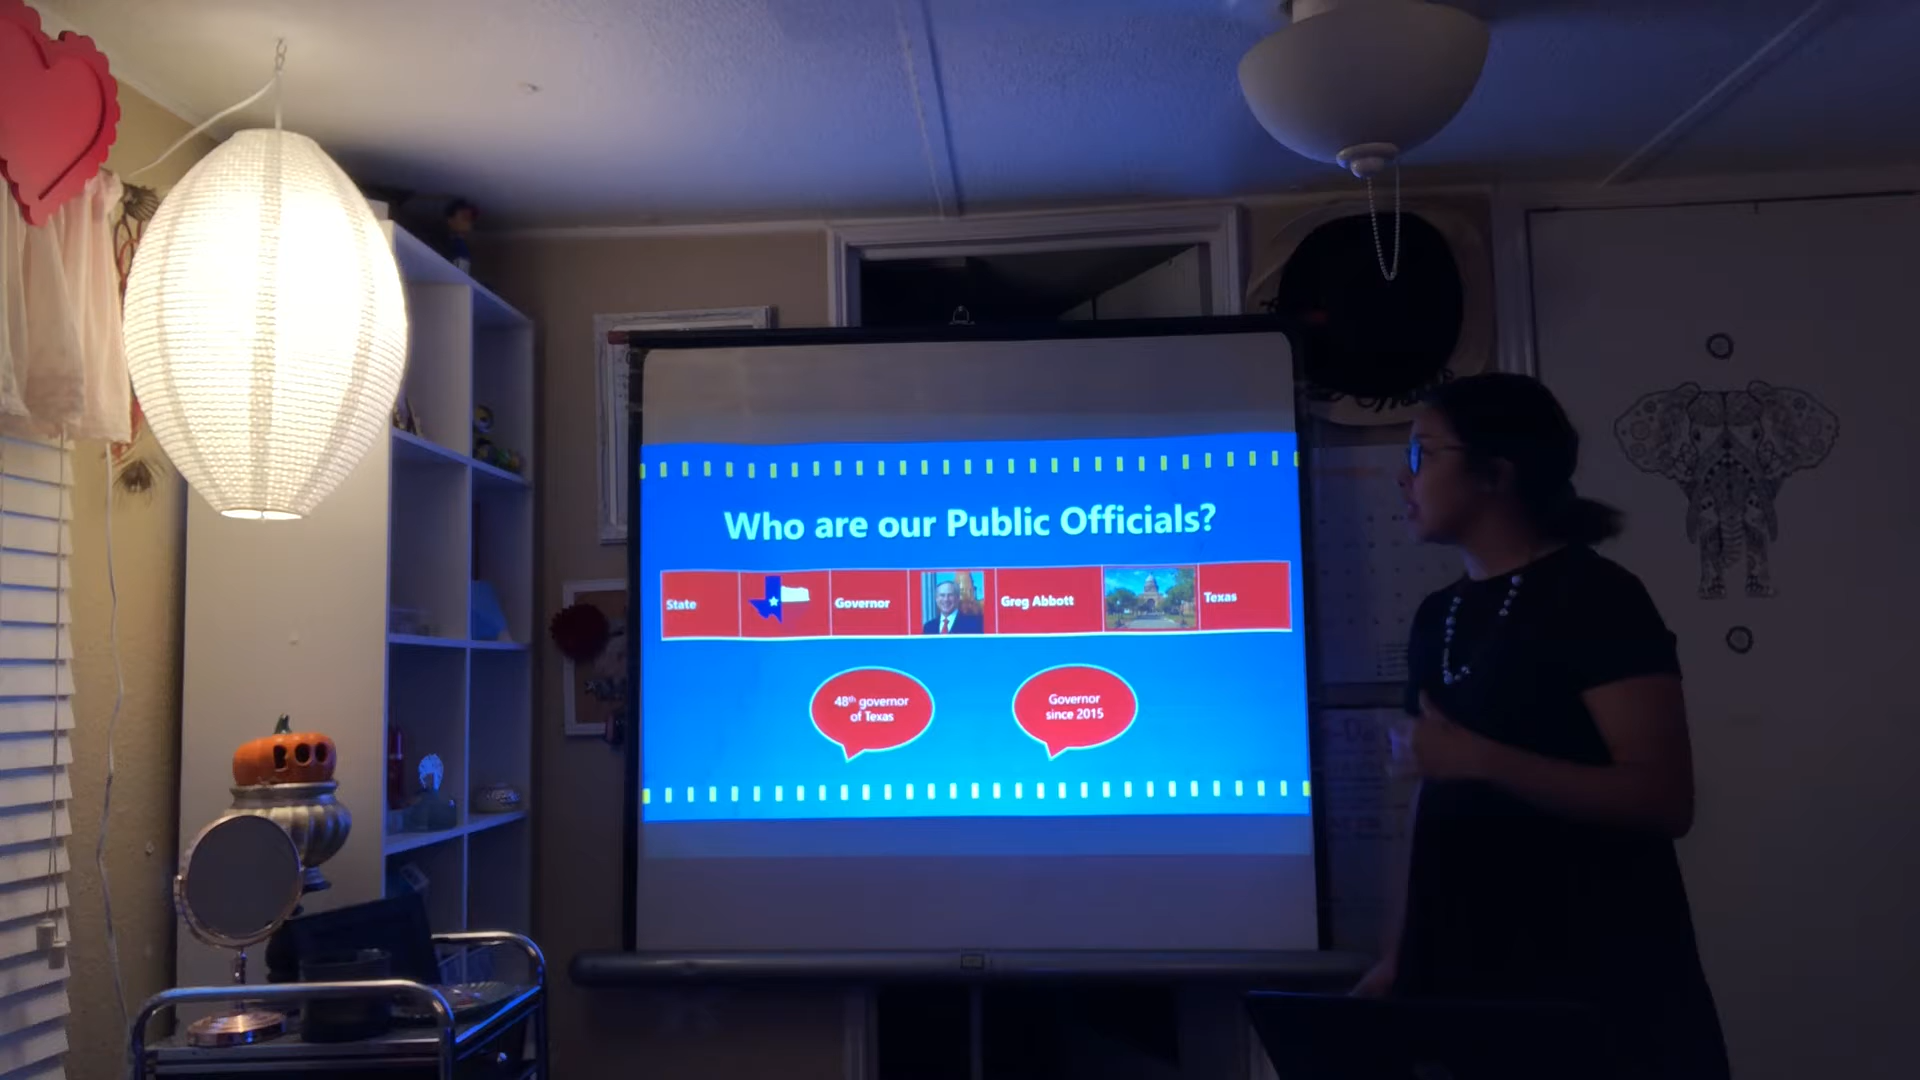 Who are our Public Officials?
State
Governor
Greg Abbott
Texas
48th governor
of Texas
Governor
since 2015